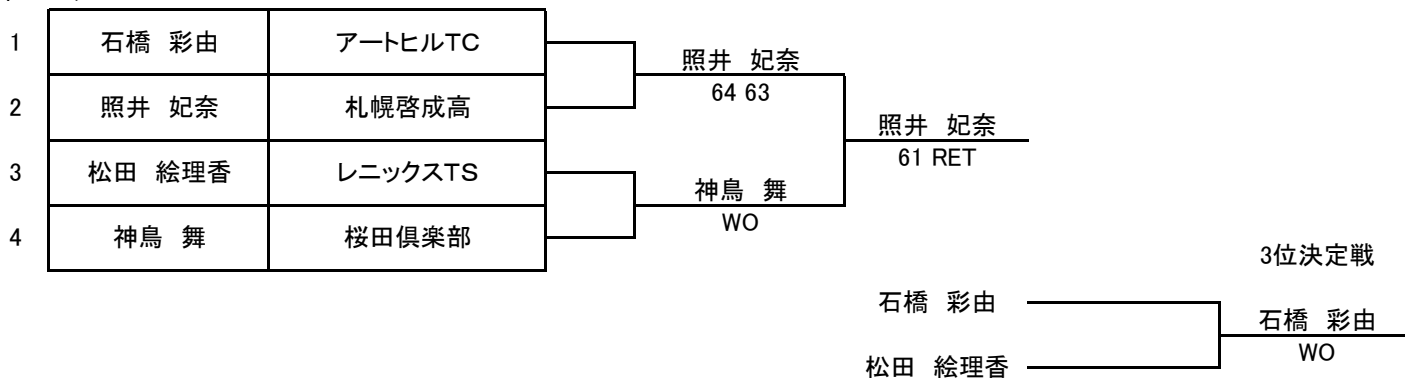 1 石橋 彩由 アートヒルTC
照井 妃奈
64 63
2 照井 妃奈 札幌啓成高
照井 妃奈
61 RET
3 松田 絵理香 レニックスTS
神鳥 舞
WO
4 神鳥 舞 桜田倶楽部
3位決定戦
石橋 彩由
石橋 彩由
WO
松田 絵理香